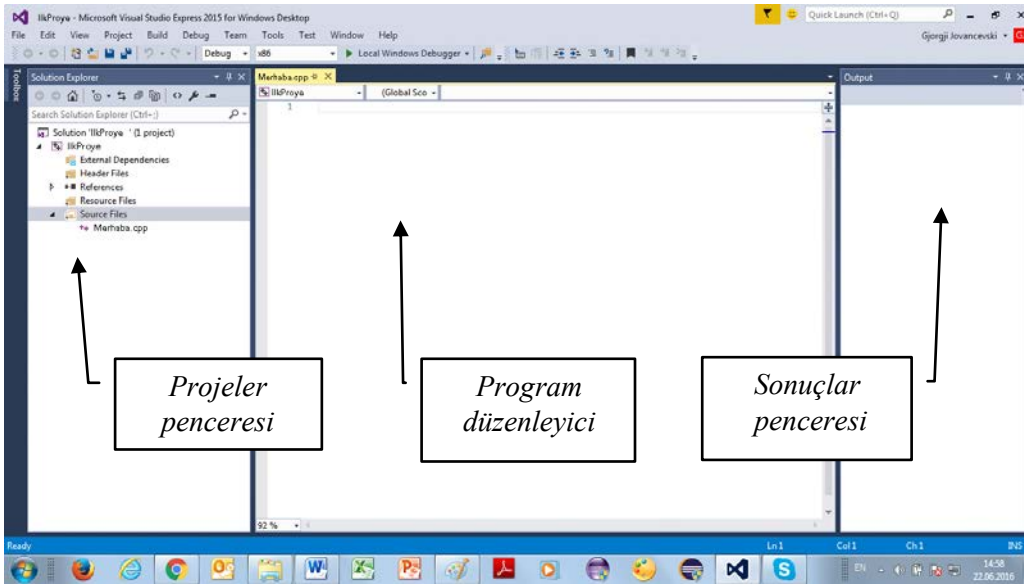 IlkProye - Microsoft Visual Studio Express 2015 for Windows Desktop
Quick Launch (Ctrl+Q)
File Edit View Project Build Debug Team Tools Test Window Help
Gjorgji Jovancevski
Debug x86 Local Windows Debugger
Toolbox
Solution Explorer
Search Solution Explorer (Ctrl+;)
Solution 'IlkProye ' (1 project)
IlkProye
External Dependencies
Header Files
References
Resource Files
Source Files
Merhaba.cpp
Merhaba.cpp
IlkProye (Global Sco
1
Output
Projeler
penceresi
Program
düzenleyici
Sonuçlar
penceresi
92 %
Ready Ln 1 Col 1 Ch 1 INS
EN 14:58
22.06.2016